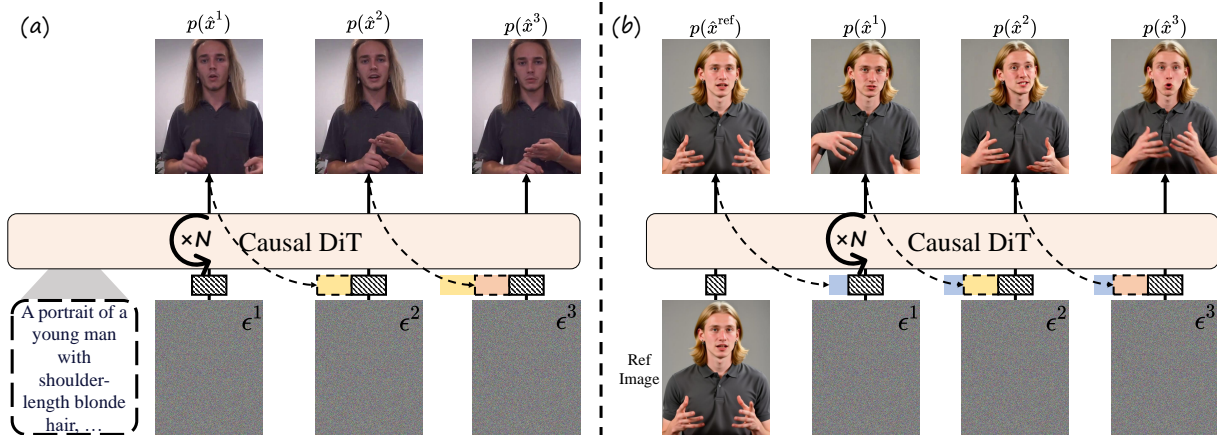 (a)
p(x̂¹)
p(x̂²)
p(x̂³)
×N
Causal DiT
A portrait of a
young man
with
shoulder-
length blonde
hair, …
ϵ¹
ϵ²
ϵ³
(b)
p(x̂ʳᵉᶠ)
p(x̂¹)
p(x̂²)
p(x̂³)
×N
Causal DiT
Ref
Image
ϵ¹
ϵ²
ϵ³